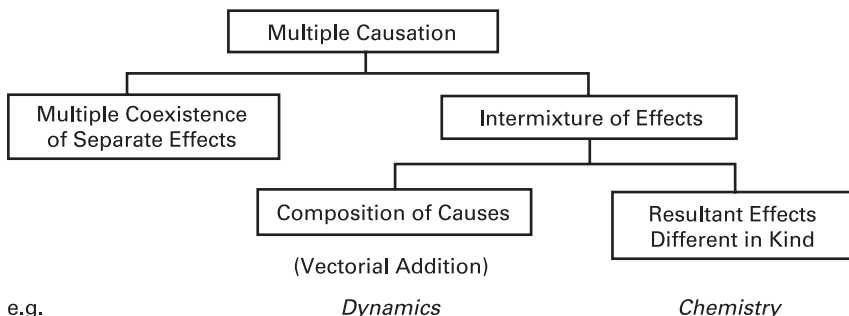 Multiple Causation
Multiple Coexistence
of Separate Effects
Intermixture of Effects
Composition of Causes
Resultant Effects
Different in Kind
(Vectorial Addition)
e.g.
Dynamics
Chemistry